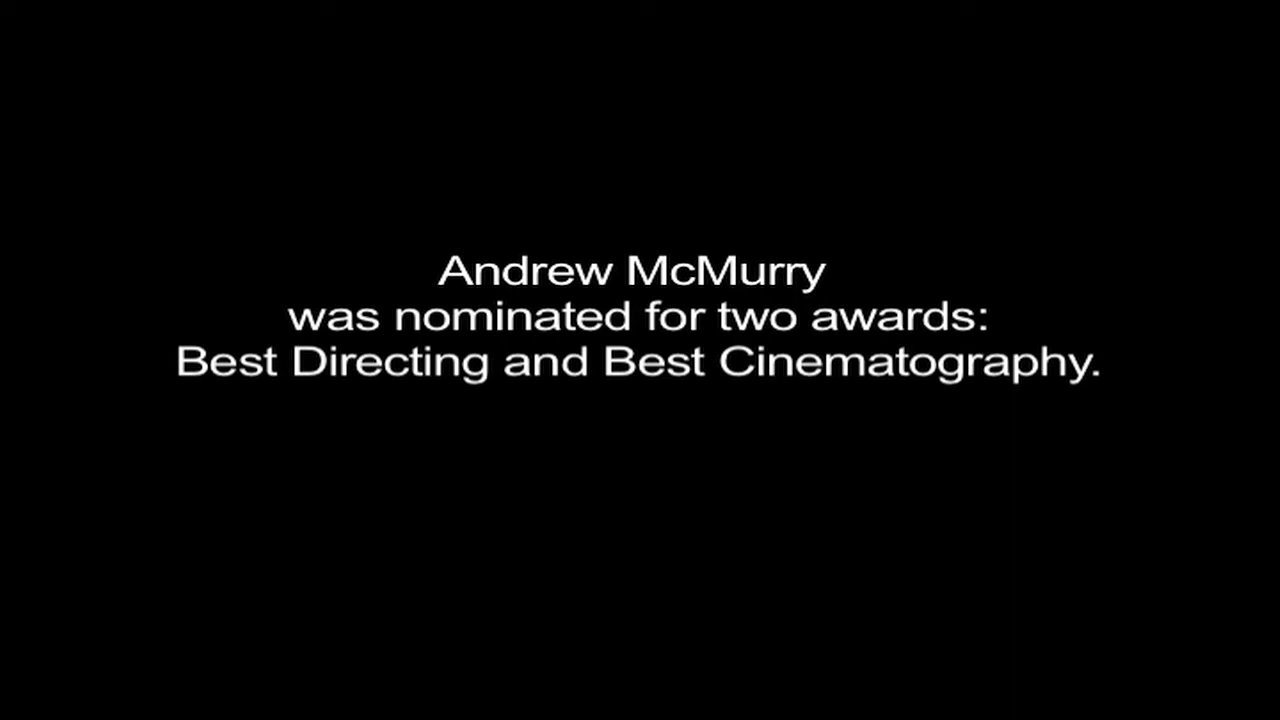 Andrew McMurry
was nominated for two awards:
Best Directing and Best Cinematography.